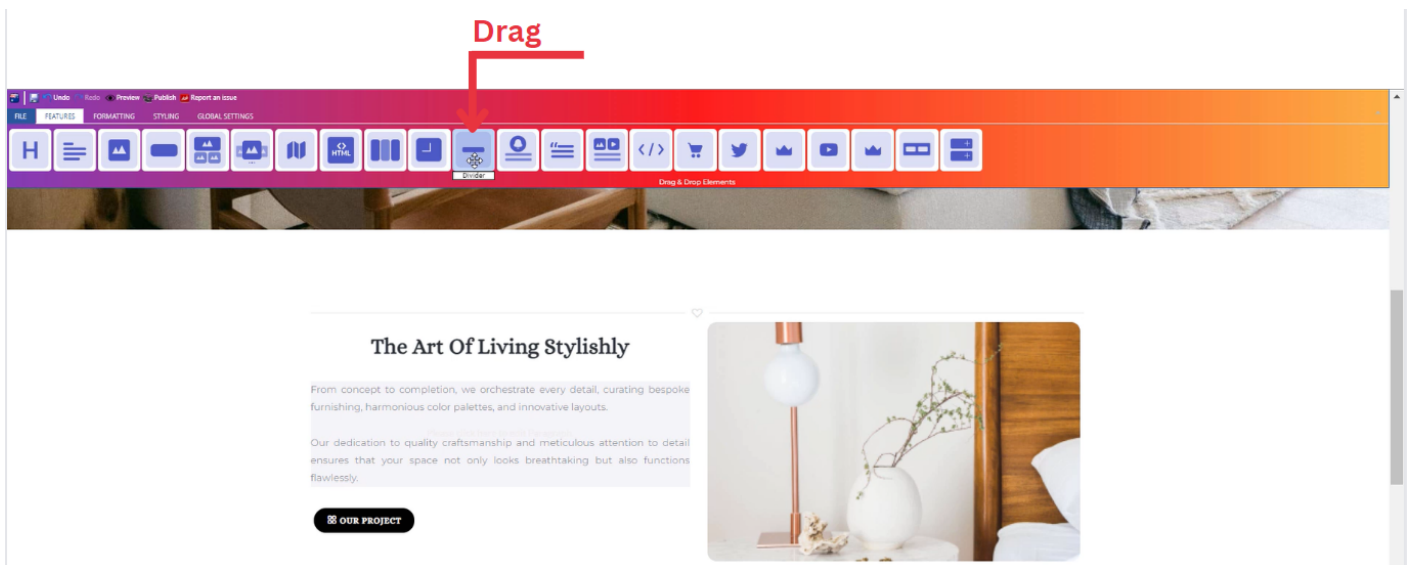 Drag
Undo Redo Preview Publish Report an issue
FILE FEATURES FORMATTING STYLING GLOBAL SETTINGS
H
HTML
Divider
Drag & Drop Elements
The Art Of Living Stylishly
From concept to completion, we orchestrate every detail, curating bespoke
furnishing, harmonious color palettes, and innovative layouts.
Our dedication to quality craftsmanship and meticulous attention to detail
ensures that your space not only looks breathtaking but also functions
flawlessly.
OUR PROJECT